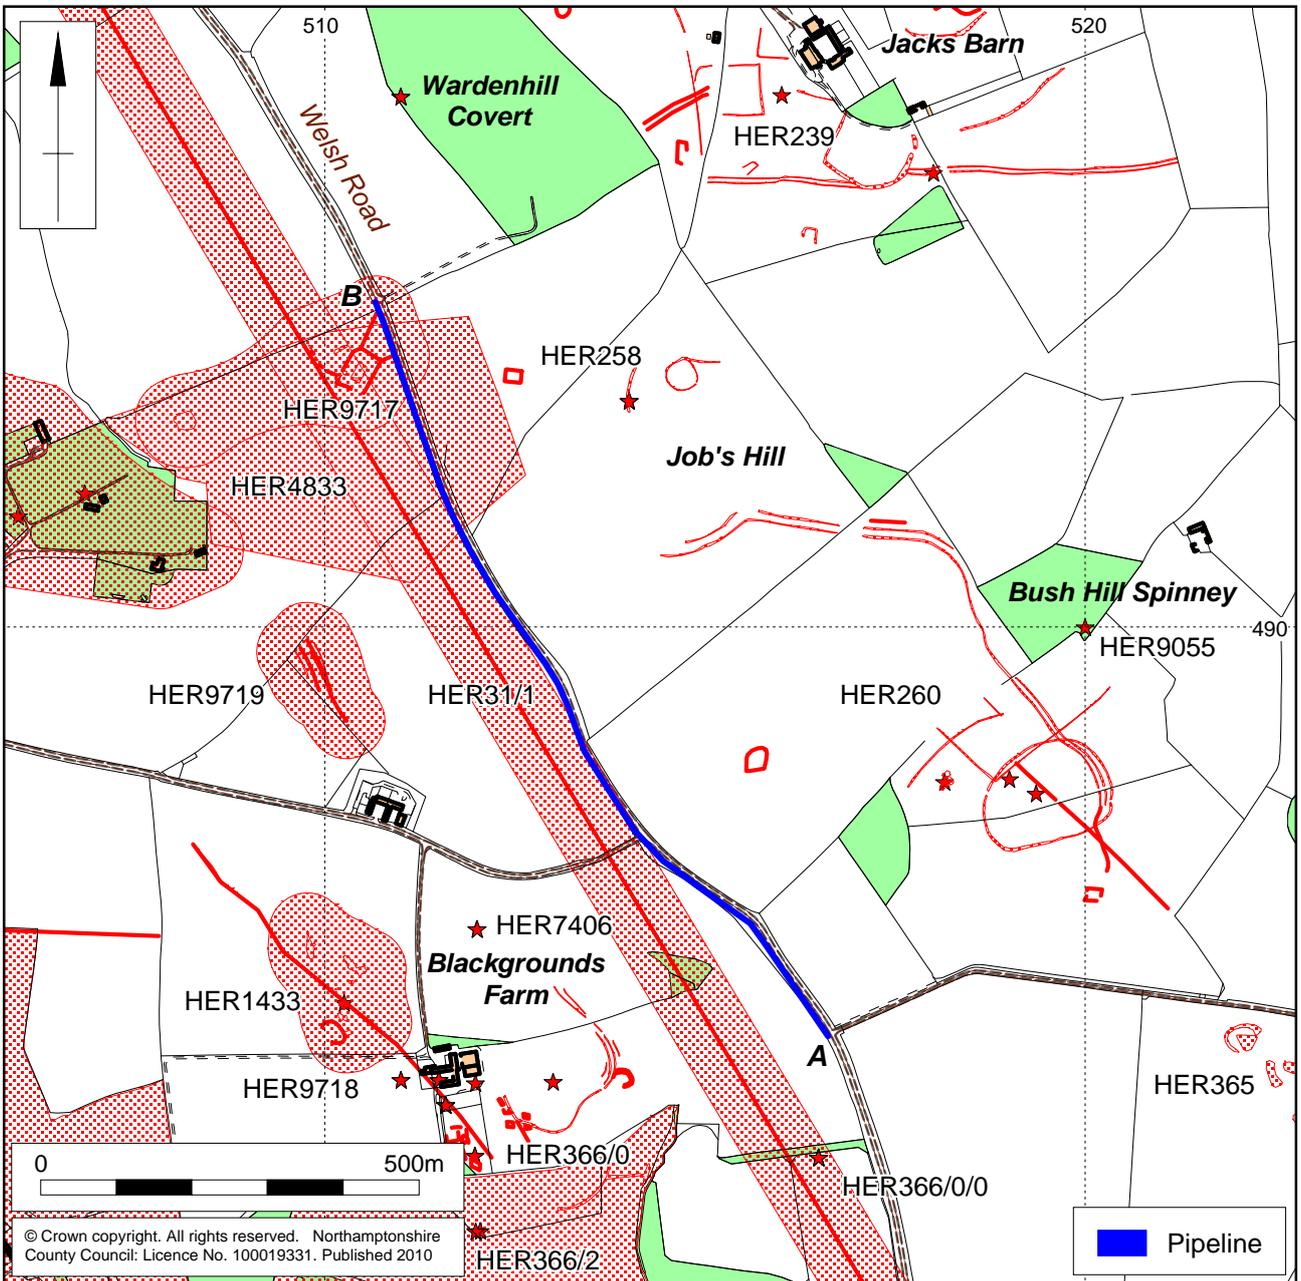 510
520
Jacks Barn
Wardenhill
Covert
Welsh Road
HER239
B
HER258
HER9717
Job's Hill
HER4833
Bush Hill Spinney
490
HER9055
HER9719
HER31/1
HER260
HER7406
Blackgrounds
Farm
HER1433
A
HER9718
HER365
HER366/0
0
500m
HER366/0/0
© Crown copyright. All rights reserved. Northamptonshire
County Council: Licence No. 100019331. Published 2010
Pipeline
HER366/2